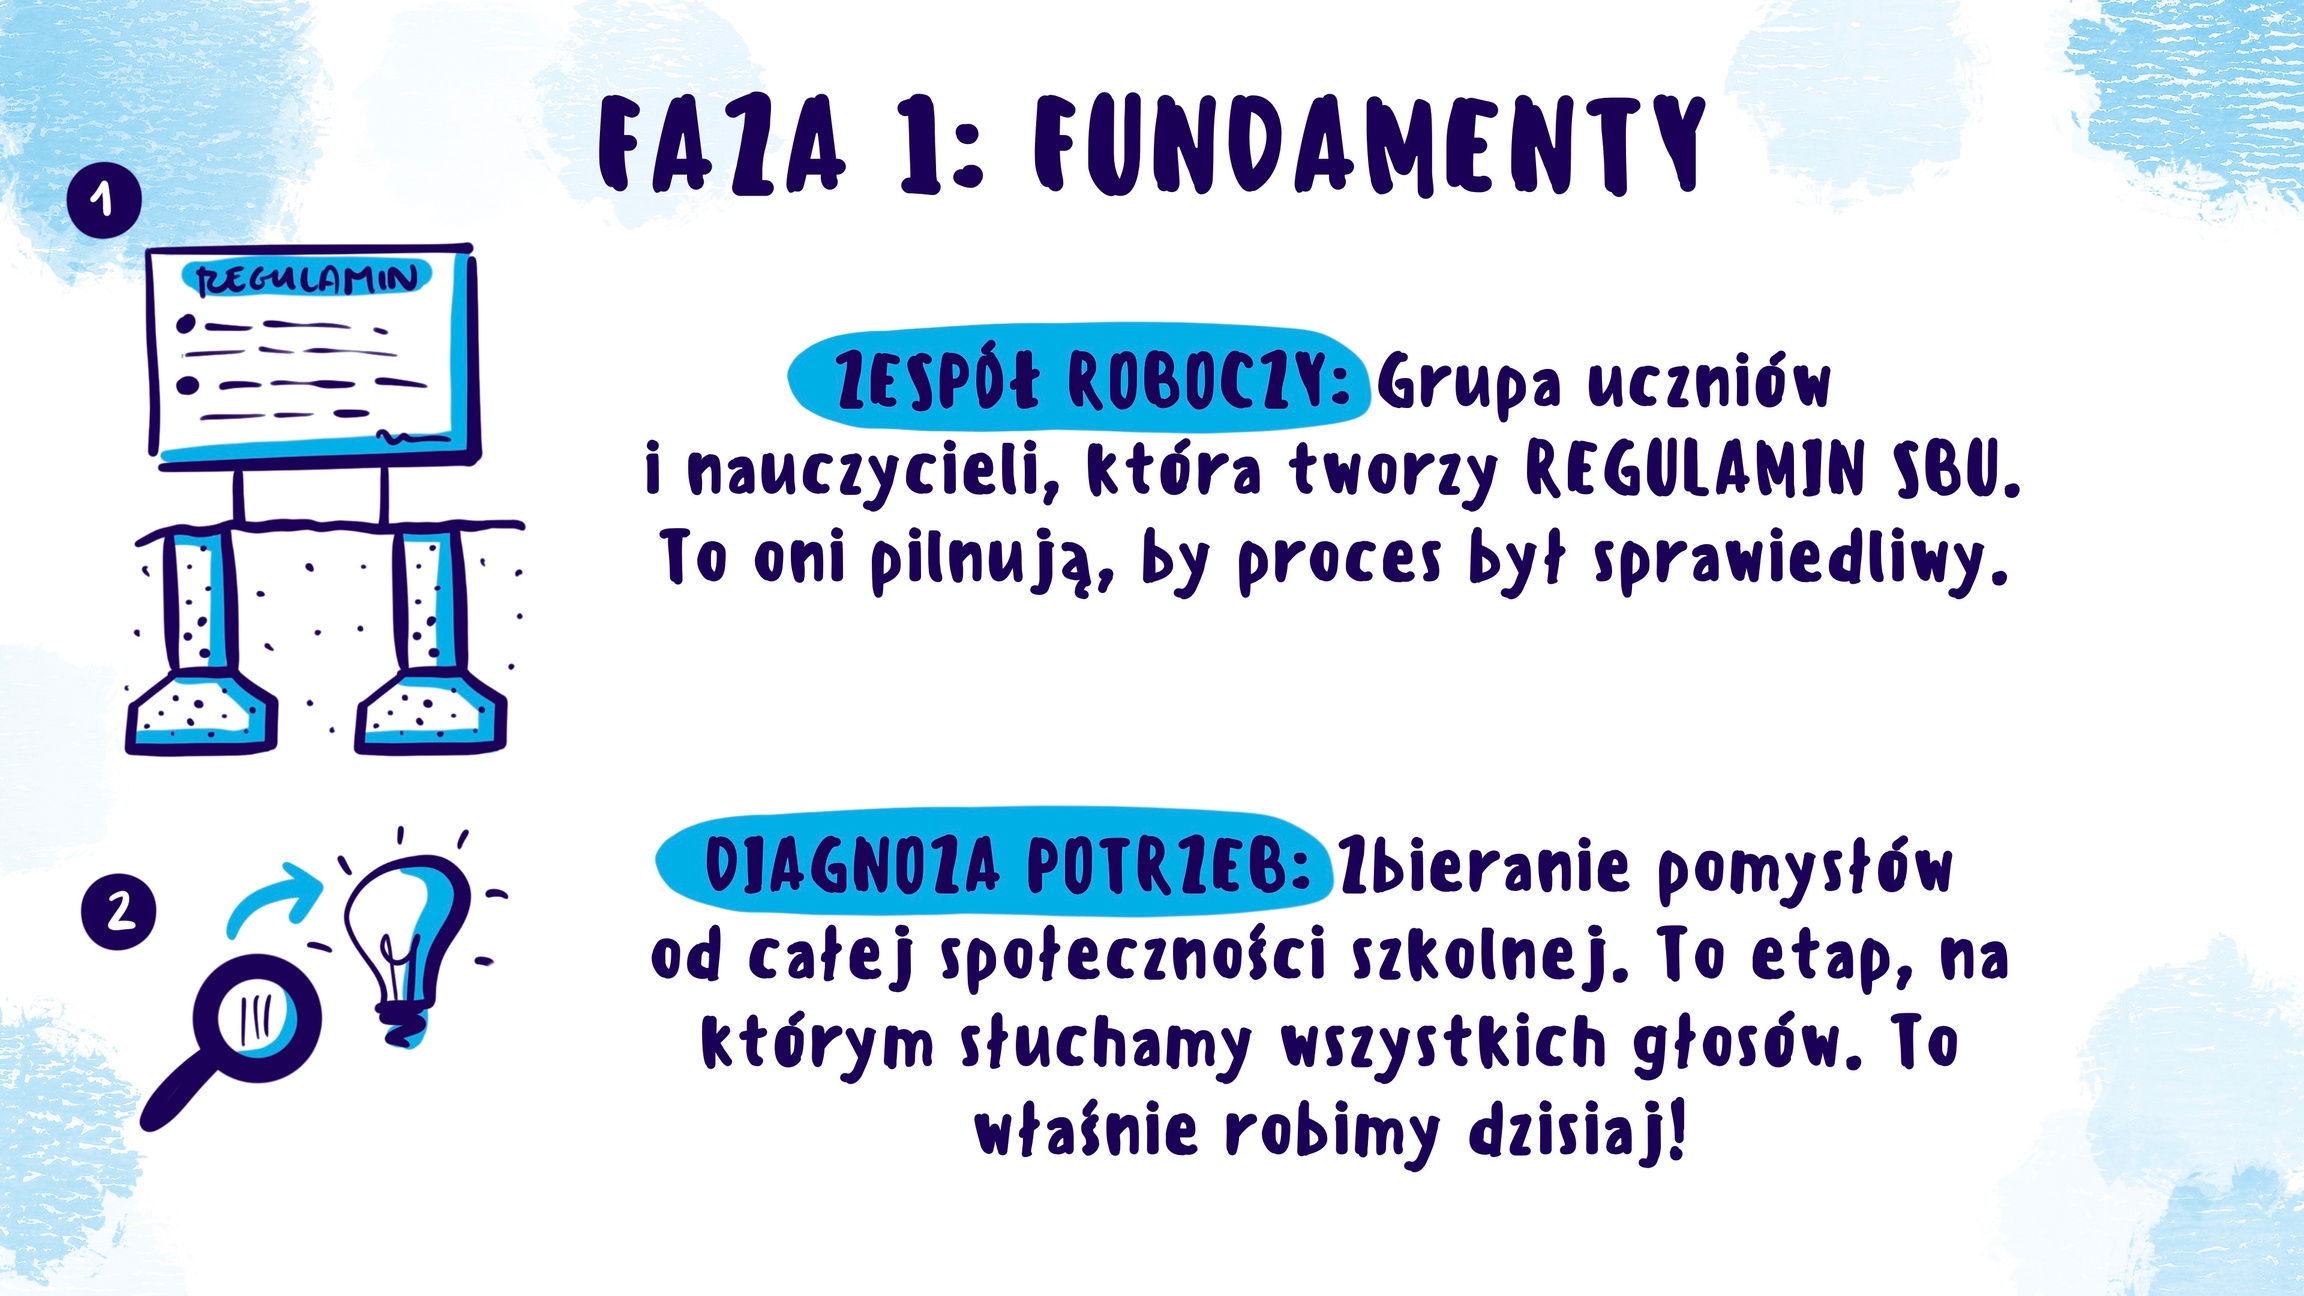 FAZA 1: FUNDAMENTY
1
REGULAMIN
ZESPÓŁ ROBOCZY: Grupa uczniów
i nauczycieli, która tworzy REGULAMIN SBU.
To oni pilnują, by proces był sprawiedliwy.
2
DIAGNOZA POTRZEB: Zbieranie pomysłów
od całej społeczności szkolnej. To etap, na
którym słuchamy wszystkich głosów. To
właśnie robimy dzisiaj!